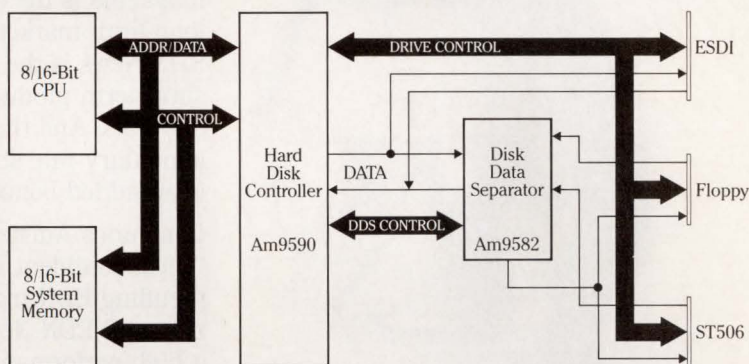 ADDR/DATA
DRIVE CONTROL
ESDI
8/16-Bit
CPU
CONTROL
Hard
Disk
Controller
Am9590
DATA
Disk
Data
Separator
Am9582
Floppy
DDS CONTROL
8/16-Bit
System
Memory
ST506